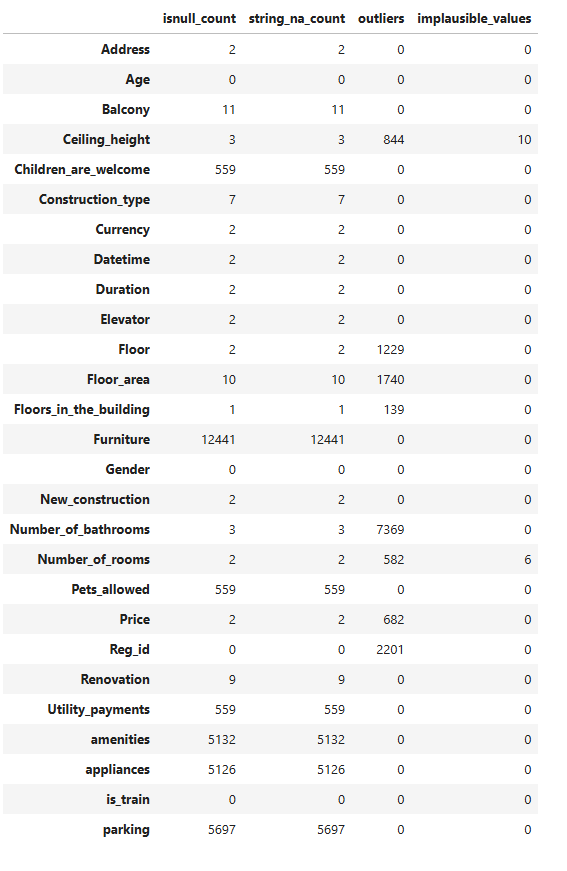 isnull_count string_na_count outliers implausible_values
Address 2 2 0 0
Age 0 0 0 0
Balcony 11 11 0 0
Ceiling_height 3 3 844 10
Children_are_welcome 559 559 0 0
Construction_type 7 7 0 0
Currency 2 2 0 0
Datetime 2 2 0 0
Duration 2 2 0 0
Elevator 2 2 0 0
Floor 2 2 1229 0
Floor_area 10 10 1740 0
Floors_in_the_building 1 1 139 0
Furniture 12441 12441 0 0
Gender 0 0 0 0
New_construction 2 2 0 0
Number_of_bathrooms 3 3 7369 0
Number_of_rooms 2 2 582 6
Pets_allowed 559 559 0 0
Price 2 2 682 0
Reg_id 0 0 2201 0
Renovation 9 9 0 0
Utility_payments 559 559 0 0
amenities 5132 5132 0 0
appliances 5126 5126 0 0
is_train 0 0 0 0
parking 5697 5697 0 0